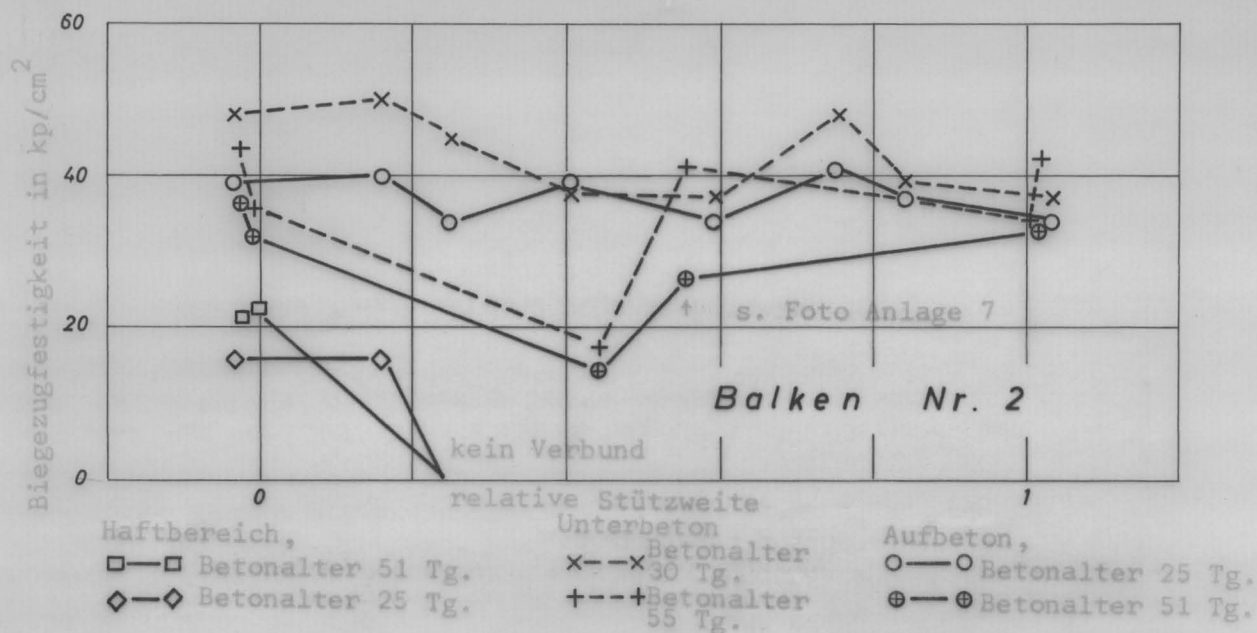 60
40
20
0
Biegezugfestigkeit in kp/cm²
↑ s. Foto Anlage 7
Balken Nr. 2
kein Verbund
0
1
relative Stützweite
Haftbereich,
Betonalter 51 Tg.
Betonalter 25 Tg.
Unterbeton
Betonalter
30 Tg.
Betonalter
55 Tg.
Aufbeton,
Betonalter 25 Tg.
Betonalter 51 Tg.